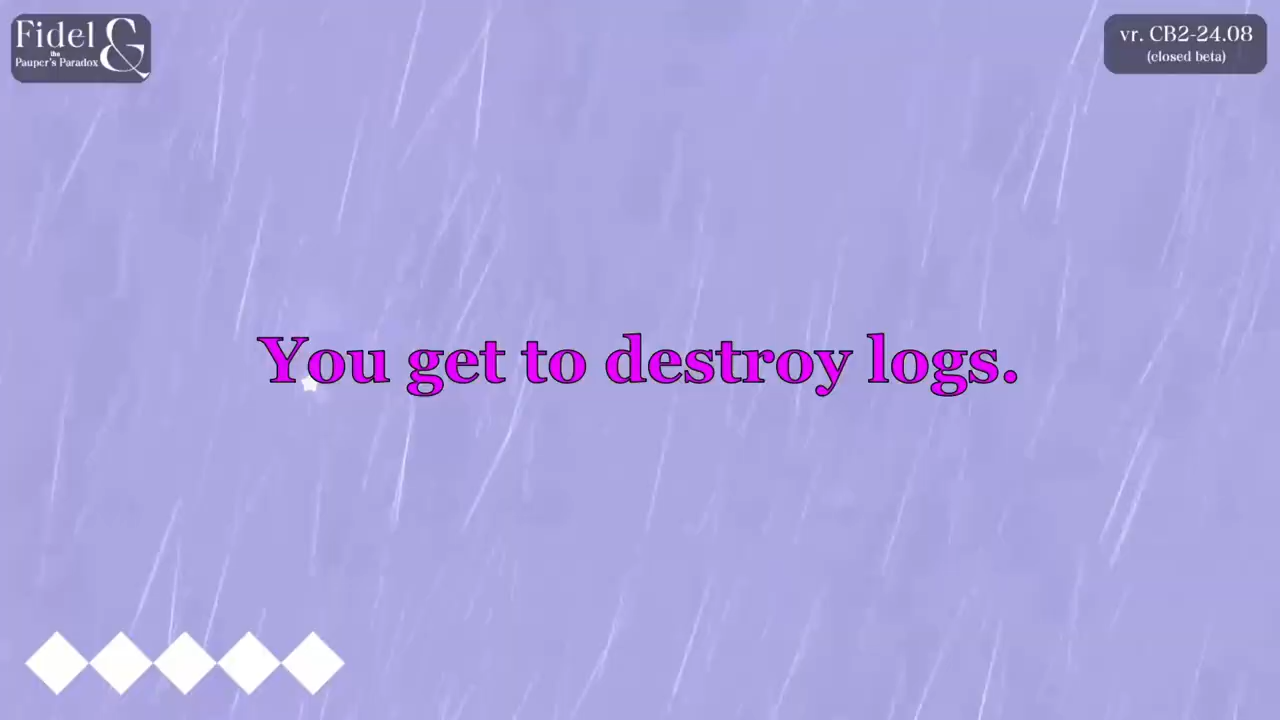 Fidel &
the
Pauper's Paradox
vr. CB2-24.08
(closed beta)
You get to destroy logs.